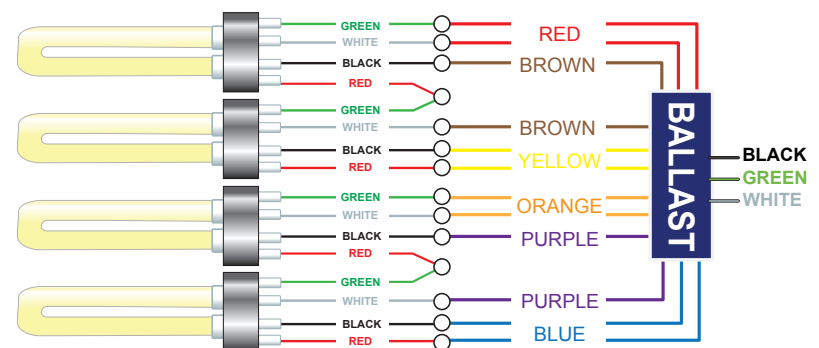 GREEN
WHITE
RED
BLACK
BROWN
RED
GREEN
WHITE
BROWN
BLACK
YELLOW
RED
GREEN
WHITE
ORANGE
BLACK
PURPLE
RED
GREEN
WHITE
PURPLE
BLACK
BLUE
RED
BALLAST
BLACK
GREEN
WHITE